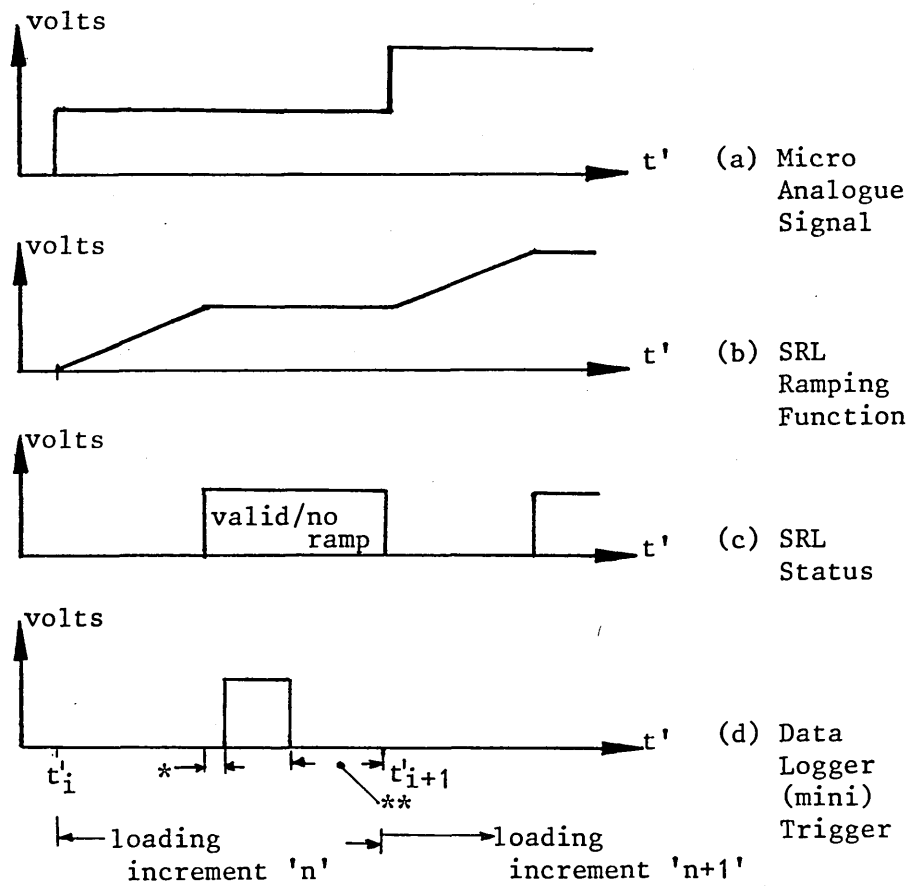 volts
t'
(a) Micro
Analogue
Signal
volts
t'
(b) SRL
Ramping
Function
volts
valid/no
ramp
t'
(c) SRL
Status
volts
t'
(d) Data
Logger
(mini)
Trigger
t'i
*
**
t'i+1
loading
increment 'n'
loading
increment 'n+1'